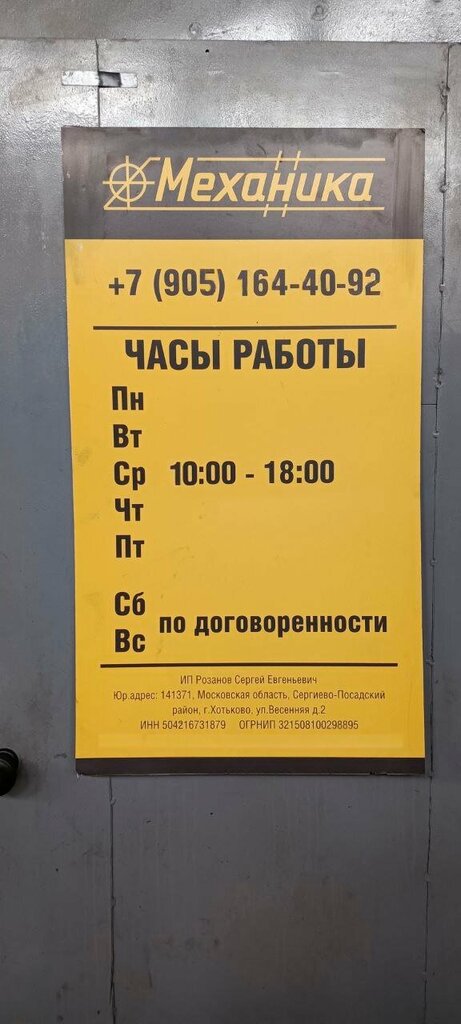 Механика
+7 (905) 164-40-92
ЧАСЫ РАБОТЫ
Пн
Вт
Ср 10:00 - 18:00
Чт
Пт
Сб
Вс по договоренности
ИП Розанов Сергей Евгеньевич
Юр.адрес: 141371, Московская область, Сергиево-Посадский
район, г.Хотьково, ул.Весенняя д.2
ИНН 504216731879 ОГРНИП 321508100298895